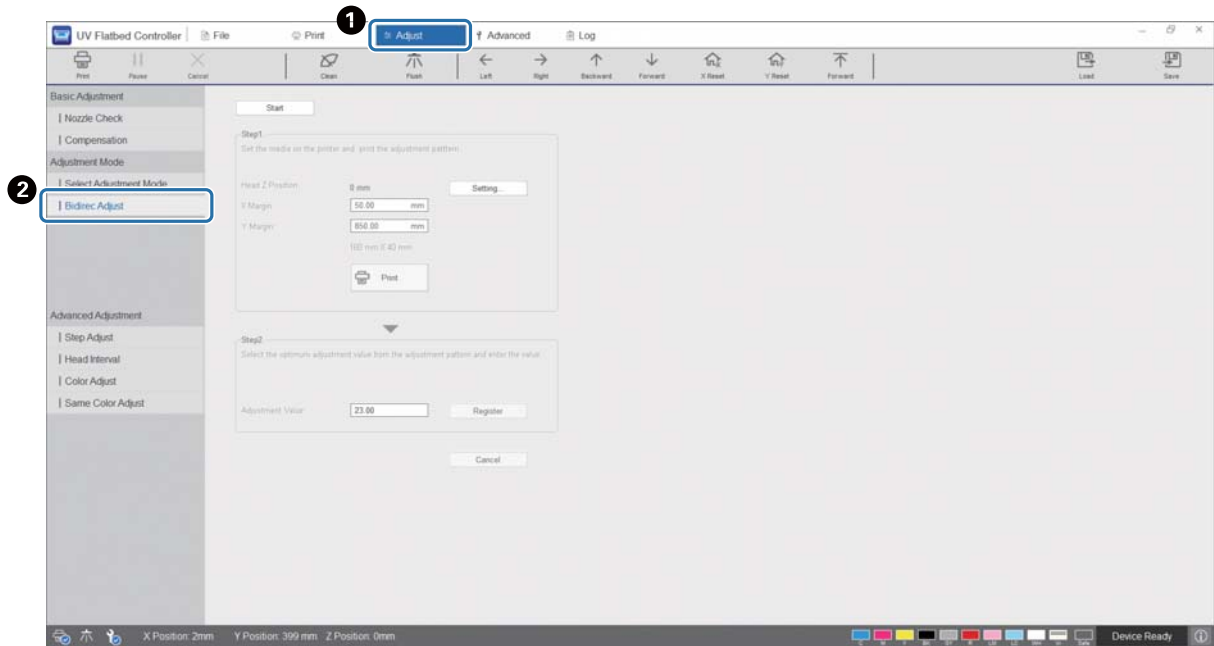 1
UV Flatbed Controller File Print Adjust Advanced Log
Print Pause Cancel Clean Flush Left Right Backward Forward X Reset Y Reset Forward Load Save
Basic Adjustment
Nozzle Check
Compensation
Adjustment Mode
2
Select Adjustment Mode
Bidirec Adjust
Advanced Adjustment
Step Adjust
Head Interval
Color Adjust
Same Color Adjust
Start
Step1
Set the media on the printer and print the adjustment pattern.
Head Z Position: 0 mm Setting...
X Margin: 50.00 mm
Y Margin: 850.00 mm
160 mm X 40 mm
Print
Step2
Select the optimum adjustment value from the adjustment pattern and enter the value.
Adjustment Value: 23.00 Register
Cancel
X Position: 2mm Y Position: 399 mm Z Position: 0mm Device Ready